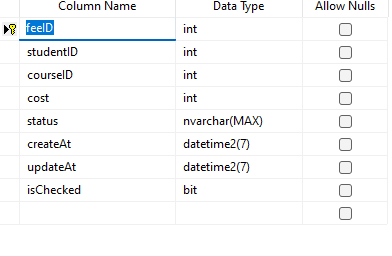 Column Name Data Type Allow Nulls
feeID int
studentID int
courseID int
cost int
status nvarchar(MAX)
createAt datetime2(7)
updateAt datetime2(7)
isChecked bit